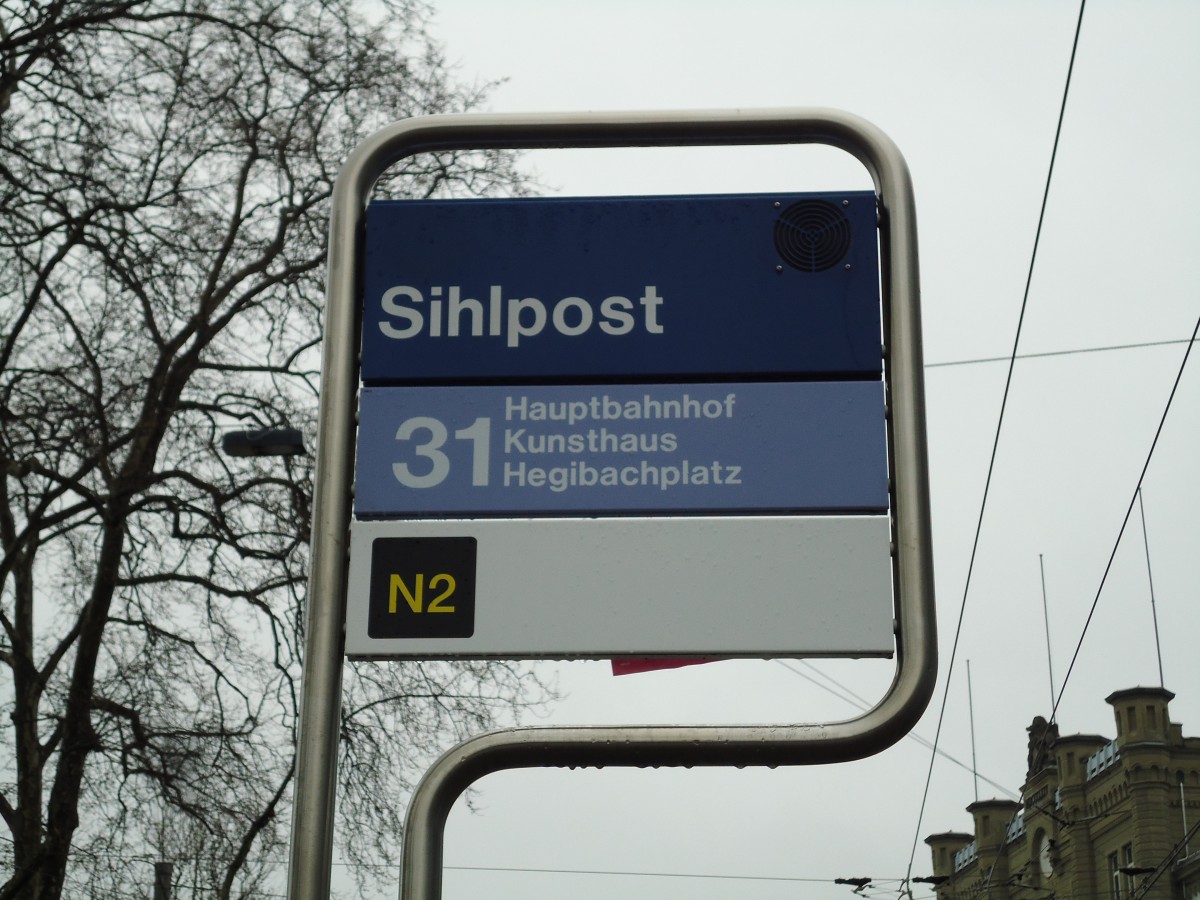 Sihlpost
31 Hauptbahnhof
Kunsthaus
Hegibachplatz
N2